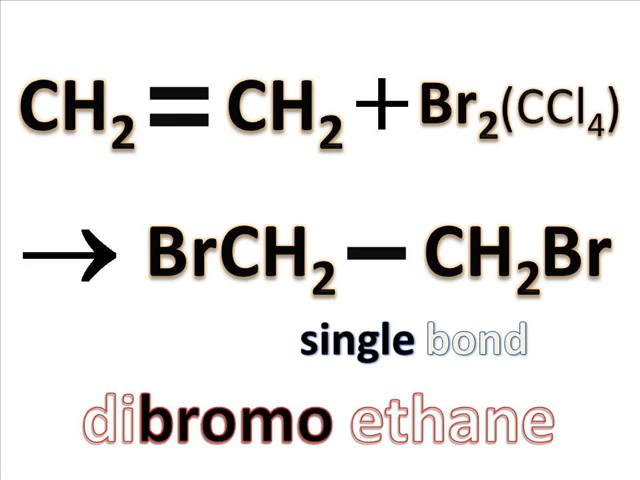 CH₂=CH₂+Br₂(CCl₄)
→ BrCH₂–CH₂Br
single bond
dibromo ethane